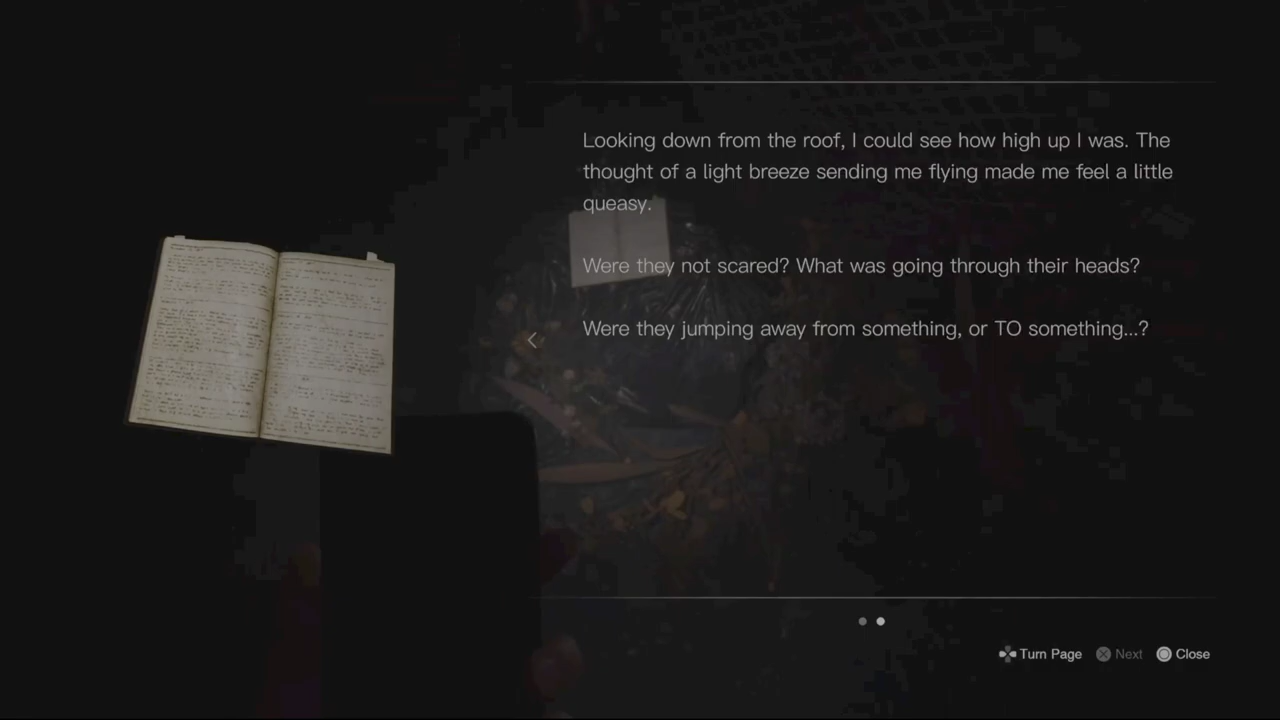 Looking down from the roof, I could see how high up I was. The
thought of a light breeze sending me flying made me feel a little
queasy.
Were they not scared? What was going through their heads?
Were they jumping away from something, or TO something...?
Turn Page Next Close